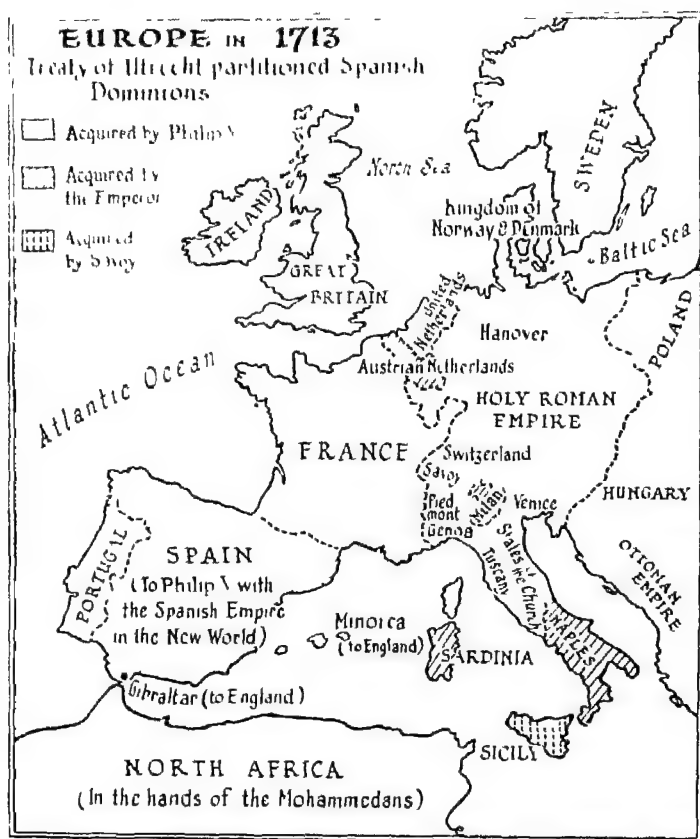 EUROPE IN 1713
Treaty of Utrecht partitioned Spanish
Dominions
Acquired by Philip V
Acquired by
the Emperor
Acquired
by Savoy
North Sea
SWEDEN
IRELAND
Kingdom of
Norway & Denmark
Baltic Sea
GREAT
BRITAIN
United
Netherlands
Hanover
POLAND
Atlantic Ocean
Austrian Netherlands
HOLY ROMAN
EMPIRE
FRANCE
Switzerland
Savoy
HUNGARY
Pied
mont
Milan
Venice
Genoa
PORTUGAL
SPAIN
(To Philip V with
the Spanish Empire
in the New World)
States of
the Church
Tuscany
OTTOMAN
EMPIRE
Minorca
(to England)
NAPLES
SARDINIA
Gibraltar (to England)
SICILY
NORTH AFRICA
(In the hands of the Mohammedans)